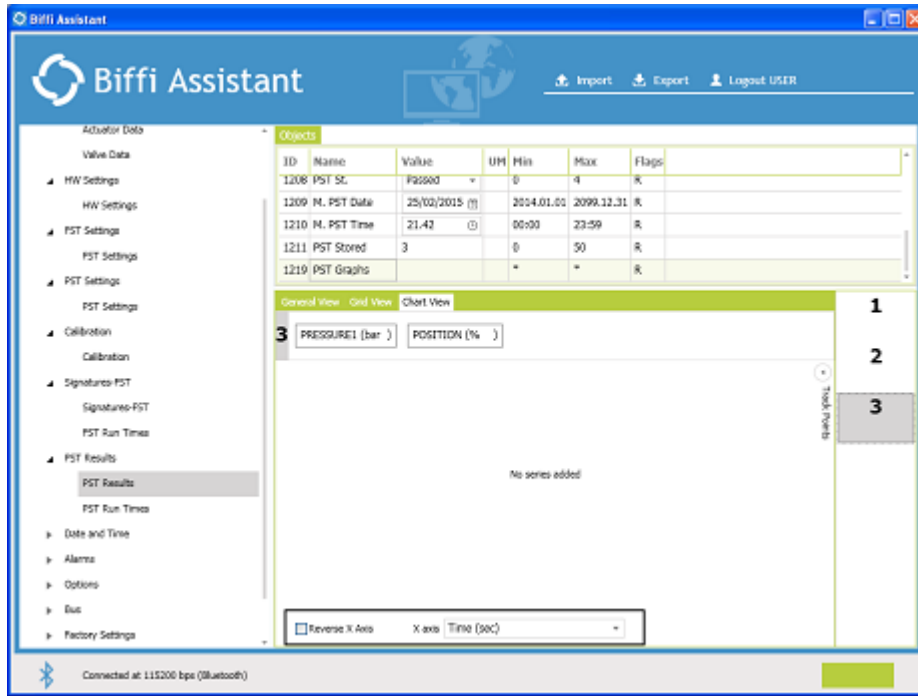 Biffi Assistant
Biffi Assistant
Import Export Logout USER
Actuator Data
Valve Data
HW Settings
HW Settings
FST Settings
FST Settings
PST Settings
PST Settings
Calibration
Calibration
Signatures-FST
Signatures-FST
FST Run Times
PST Results
PST Results
PST Run Times
Date and Time
Alarms
Options
Bus
Factory Settings
Objects
ID Name Value UM Min Max Flags
1208 PST St. Passed 0 4 R
1209 M. PST Date 25/02/2015 2014.01.01 2099.12.31 R
1210 M. PST Time 21.42 00:00 23:59 R
1211 PST Stored 3 0 50 R
1219 PST Graphs * * R
General View Grid View Chart View
3 PRESSURE1 (bar ) POSITION (% )
Track Points
No series added
Reverse X Axis X axis Time (sec)
1
2
3
Connected at 115200 bps (Bluetooth)